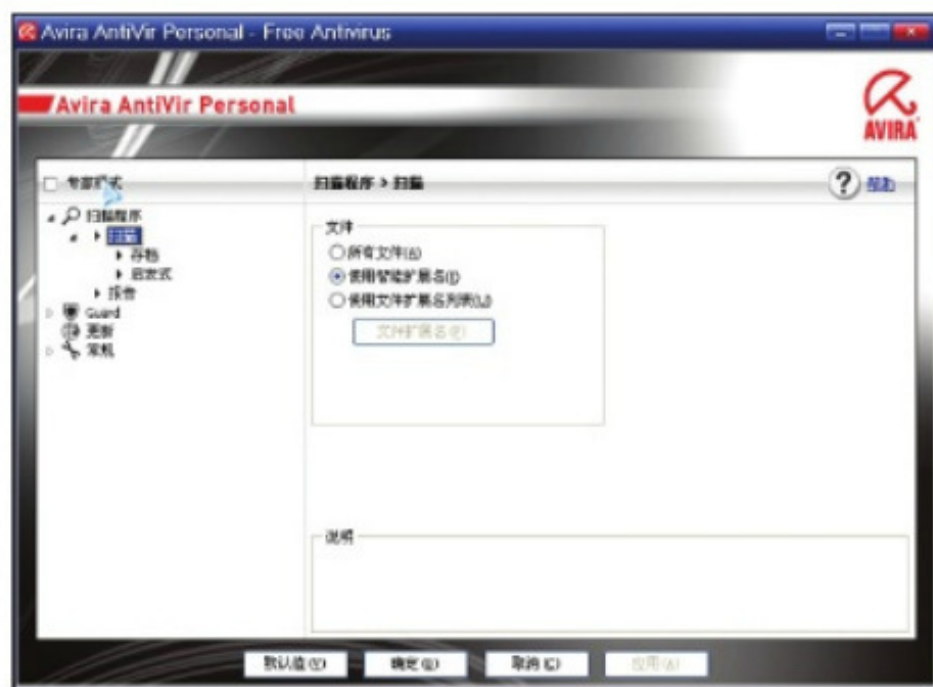 Avira AntiVir Personal - Free Antivirus
Avira AntiVir Personal
AVIRA
专家模式
扫描程序 > 扫描
? 帮助
扫描程序
扫描
存档
启发式
报告
Guard
更新
常规
文件
所有文件(A)
使用智能扩展名(I)
使用文件扩展名列表(U)
文件扩展名(F)
说明
默认值(V)
确定(O)
取消(C)
应用(A)